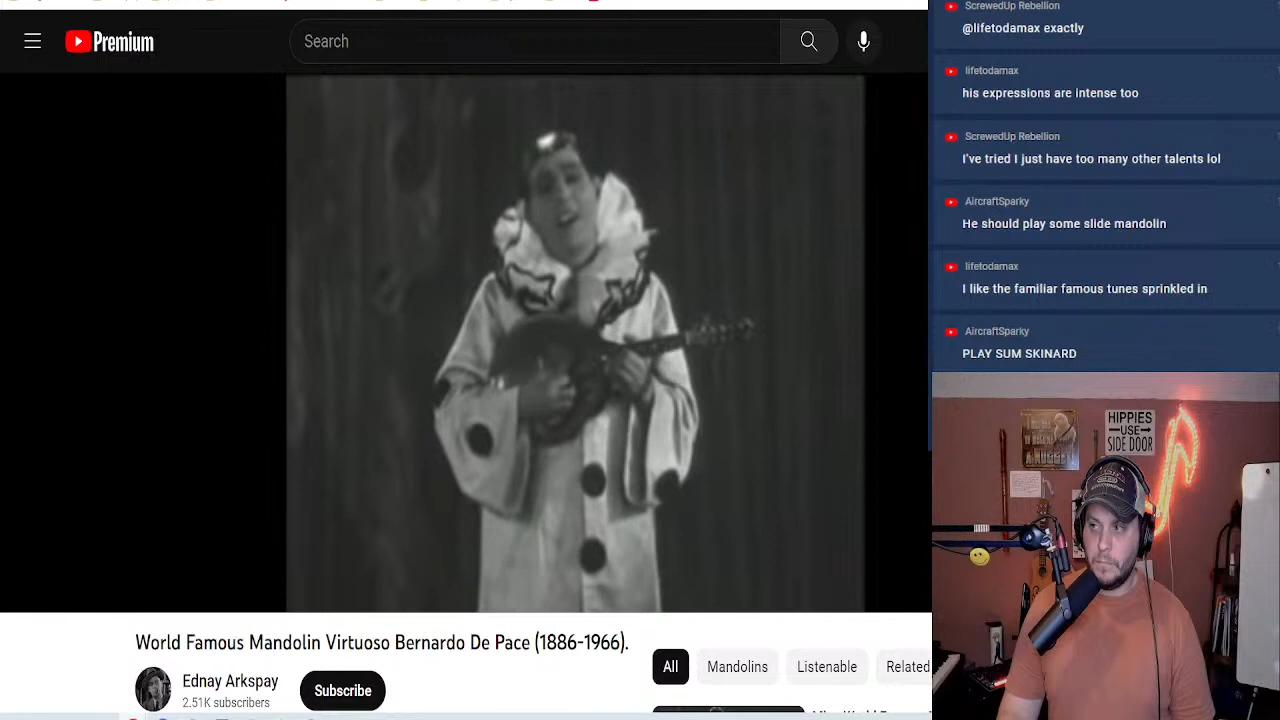 Premium
Search
World Famous Mandolin Virtuoso Bernardo De Pace (1886-1966).
Ednay Arkspay
2.51K subscribers
Subscribe
All
Mandolins
Listenable
Related
ScrewedUp Rebellion
@lifetodamax exactly
lifetodamax
his expressions are intense too
ScrewedUp Rebellion
I've tried I just have too many other talents lol
AircraftSparky
He should play some slide mandolin
lifetodamax
I like the familiar famous tunes sprinkled in
AircraftSparky
PLAY SUM SKINARD
HIPPIES
USE
SIDE DOOR